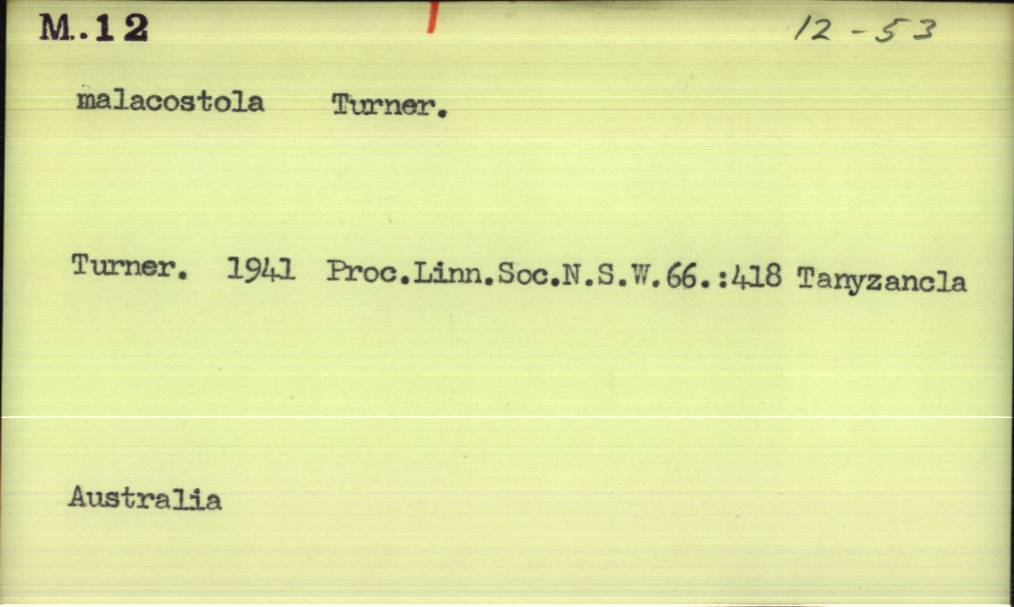 M..12 12-53
malacostola Turner.
Turner. 1941 Proc.Linn.Soc.N.S.W.66.:418 Tanyzancla
Australia